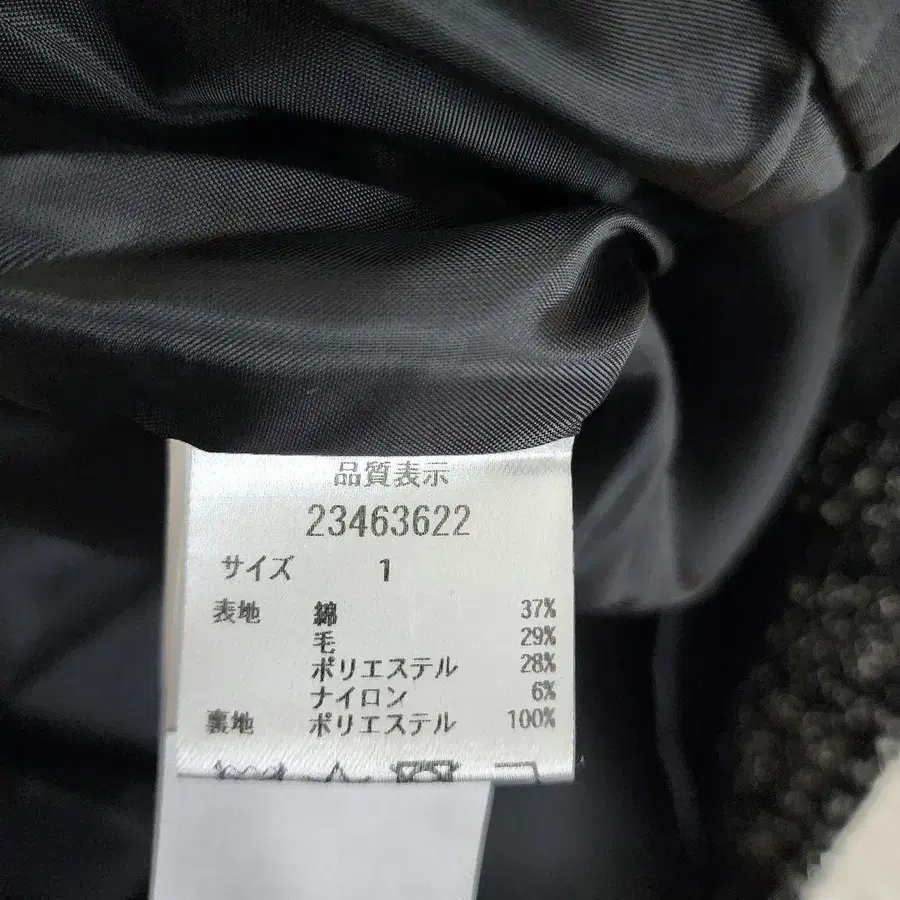 品質表示
23463622
サイズ 1
表地 綿 37%
毛 29%
ポリエステル 28%
ナイロン 6%
裏地 ポリエステル 100%